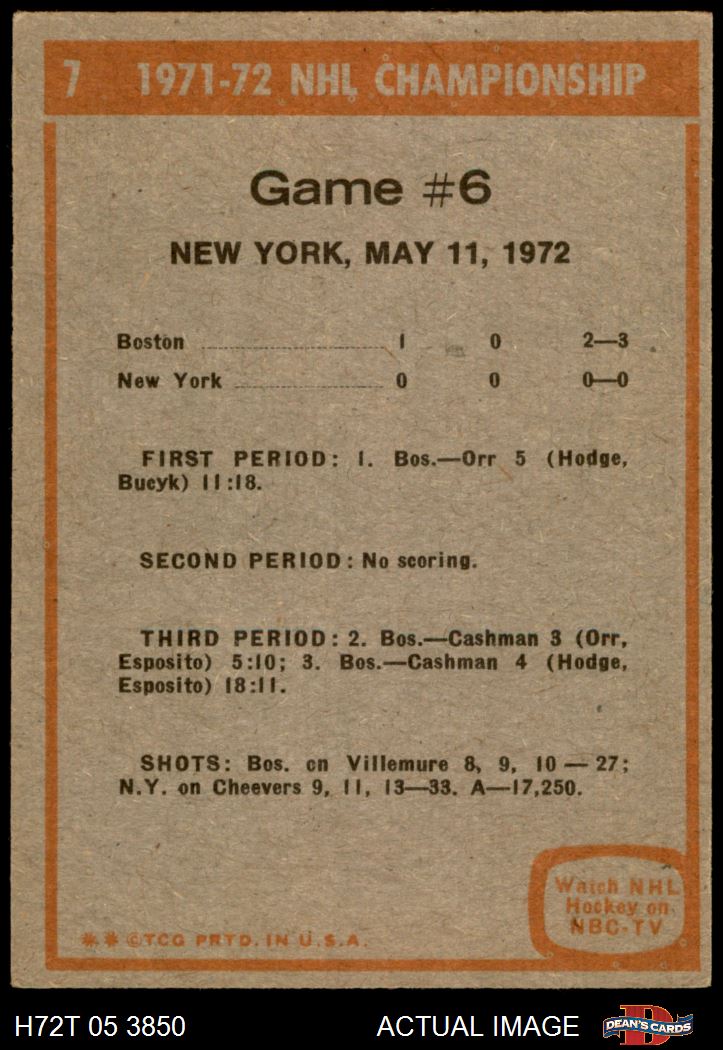 7 1971-72 NHL CHAMPIONSHIP
Game #6
NEW YORK, MAY 11, 1972
Boston ........................ 1 0 2—3
New York ........................ 0 0 0—0
FIRST PERIOD: 1. Bos.—Orr 5 (Hodge,
Bucyk) 11:18.
SECOND PERIOD: No scoring.
THIRD PERIOD: 2. Bos.—Cashman 3 (Orr,
Esposito) 5:10; 3. Bos.—Cashman 4 (Hodge,
Esposito) 18:11.
SHOTS: Bos. on Villemure 8, 9, 10 — 27;
N.Y. on Cheevers 9, 11, 13—33. A—17,250.
Watch NHL
Hockey on
NBC-TV
** ©TCG PRTD. IN U.S.A.
H72T 05 3850 ACTUAL IMAGE D DEAN'S CARDS